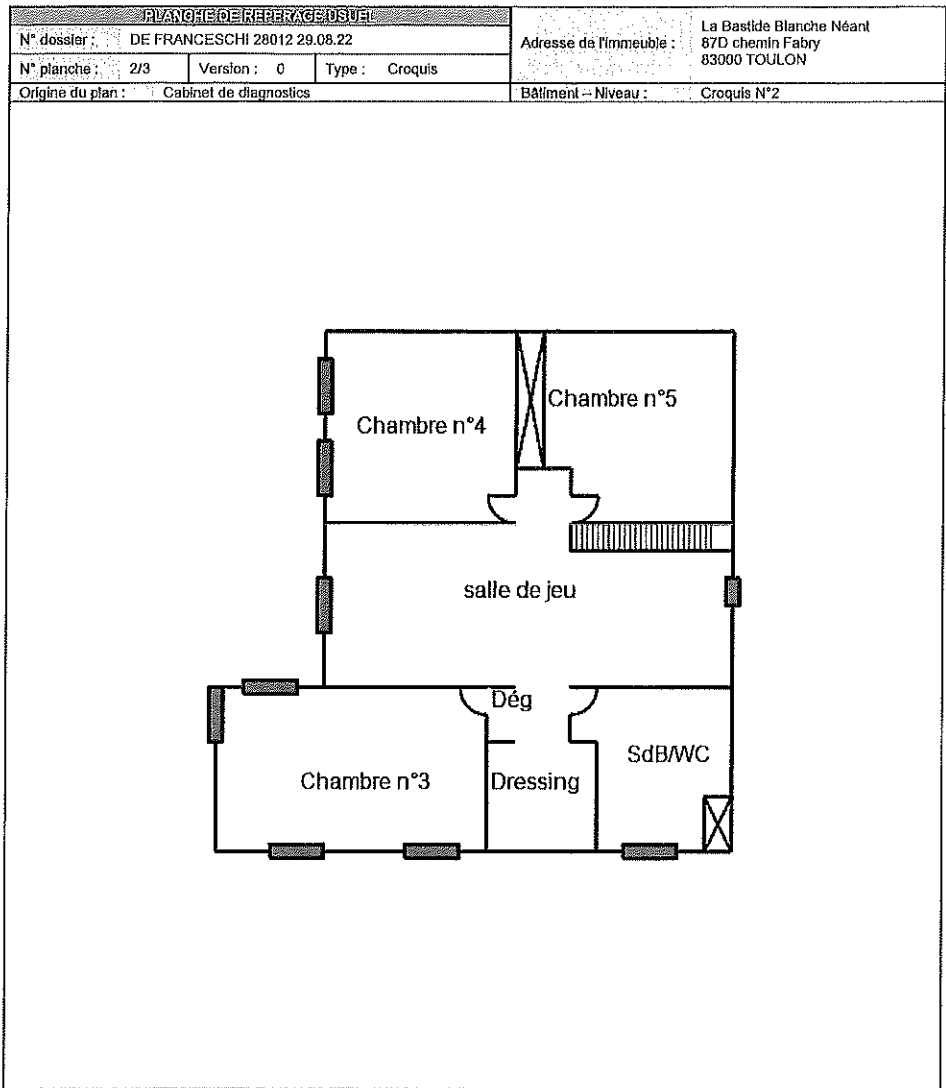 PLANCHE DE REPERAGE USUEL
N° dossier : DE FRANCESCHI 28012 29.08.22
Adresse de l'immeuble : La Bastide Blanche Néant
87D chemin Fabry
83000 TOULON
N° planche : 2/3 Version : 0 Type : Croquis
Origine du plan : Cabinet de diagnostics
Bâtiment – Niveau : Croquis N°2
Chambre n°4
Chambre n°5
salle de jeu
Dég
Chambre n°3
Dressing
SdB/WC